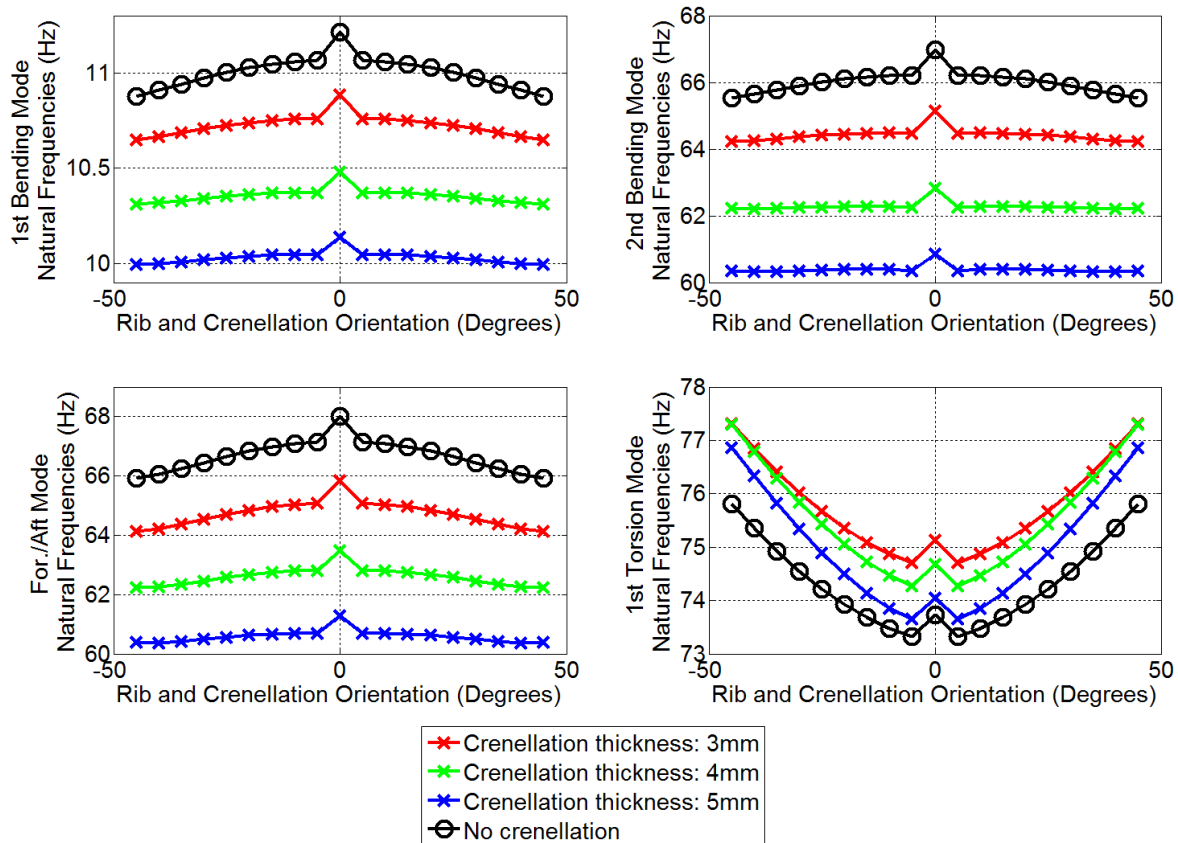 1st Bending Mode
Natural Frequencies (Hz)
11
10.5
10
-50
0
50
Rib and Crenellation Orientation (Degrees)
2nd Bending Mode
Natural Frequencies (Hz)
68
66
64
62
60
-50
0
50
Rib and Crenellation Orientation (Degrees)
For./Aft Mode
Natural Frequencies (Hz)
68
66
64
62
60
-50
0
50
Rib and Crenellation Orientation (Degrees)
1st Torsion Mode
Natural Frequencies (Hz)
78
77
76
75
74
73
-50
0
50
Rib and Crenellation Orientation (Degrees)
Crenellation thickness: 3mm
Crenellation thickness: 4mm
Crenellation thickness: 5mm
No crenellation